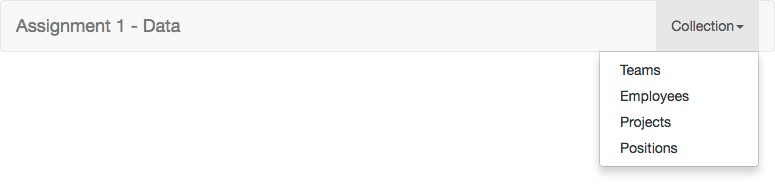 Assignment 1 - Data
Collection
Teams
Employees
Projects
Positions